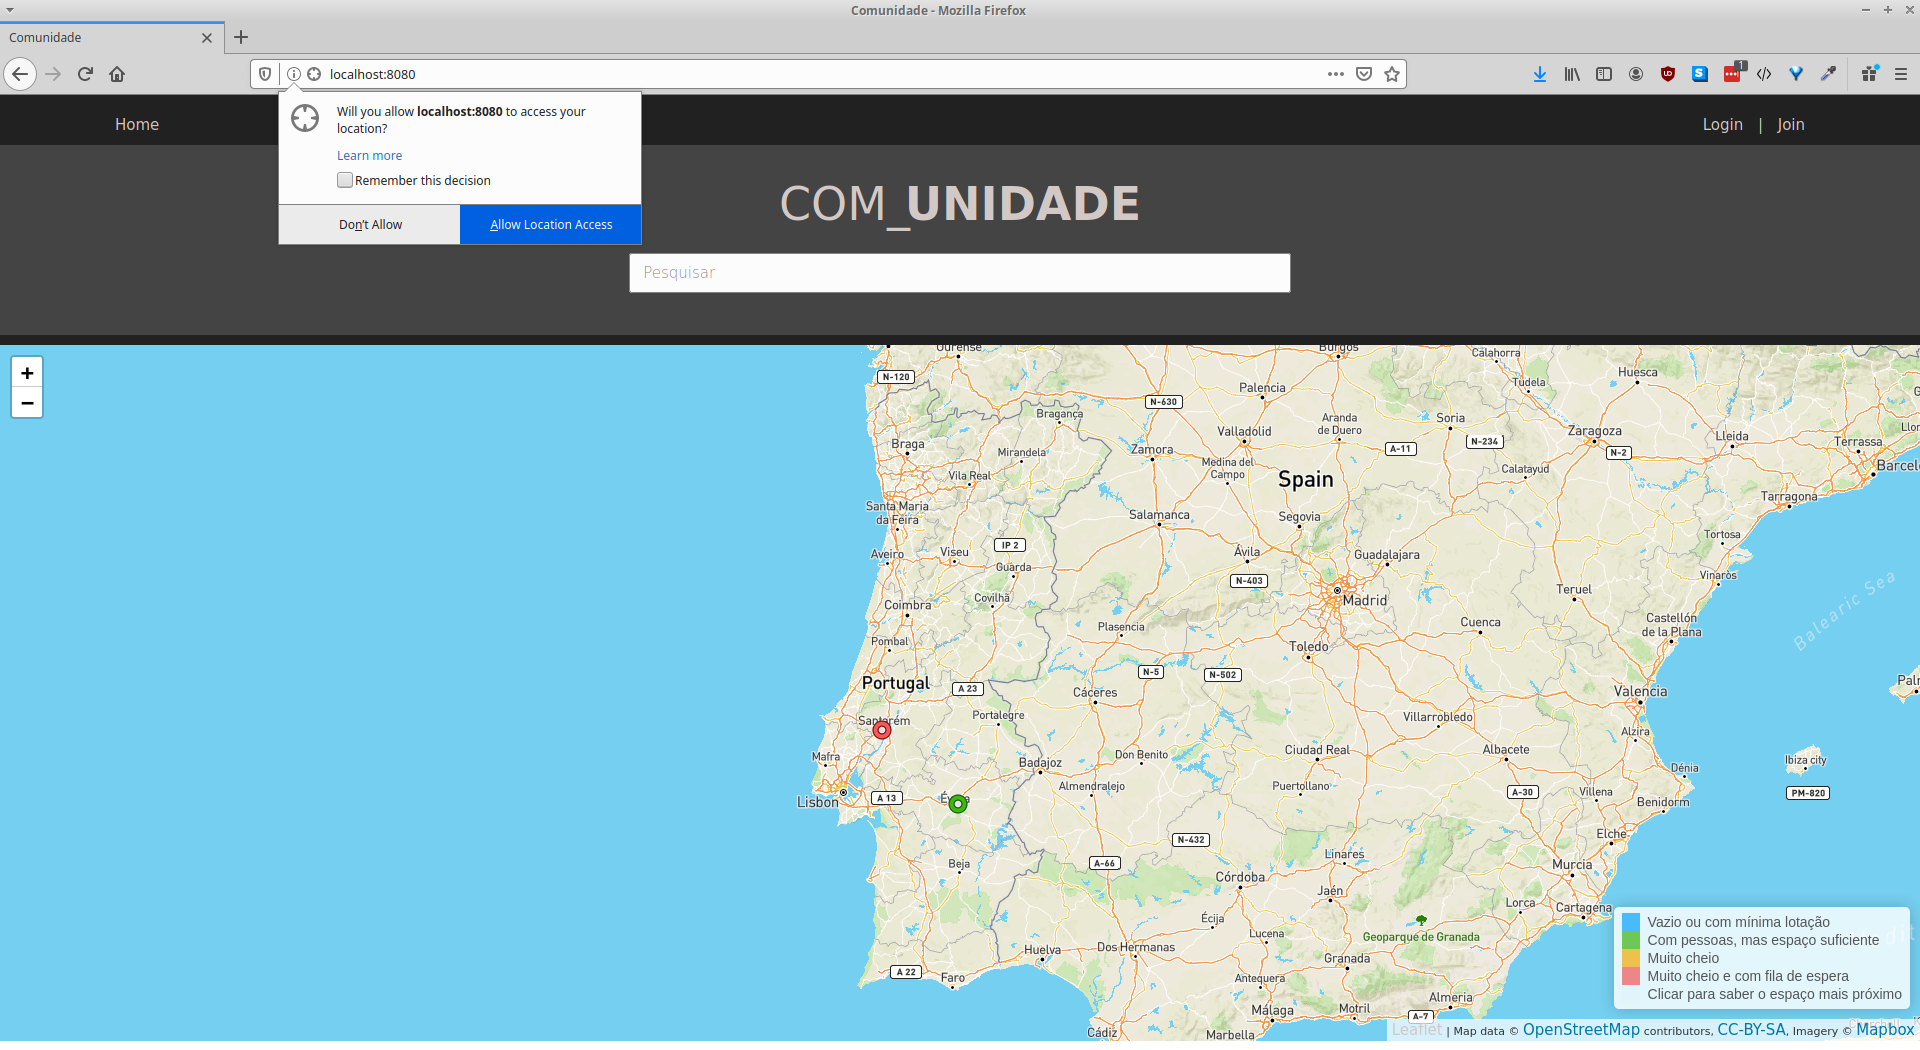 Comunidade - Mozilla Firefox
Comunidade
localhost:8080
1
Will you allow localhost:8080 to access your
location?
Learn more
Remember this decision
Don't Allow
Allow Location Access
Home
Login | Join
COM_UNIDADE
Pesquisar
+
−
Ourense
Burgos
Calahorra
N-120
Palencia
Tudela
Huesca
N-630
Bragança
Aranda
de Duero
Soria
Braga
Valladolid
A-11
N-234
Zaragoza
Lleida
Terrassa
Mirandela
Zamora
N-2
Medina del
Campo
Calatayud
Vila Real
Spain
Tarragona
Santa Maria
da Feira
Salamanca
Segovia
Tortosa
IP 2
Aveiro
Viseu
Ávila
Guadalajara
Guarda
N-403
Vinaròs
Teruel
Covilhã
Madrid
Coimbra
Balearic Sea
Plasencia
Cuenca
Castellón
de la Plana
Pombal
Toledo
N-5
N-502
Portugal
A 23
Cáceres
Valencia
Portalegre
Villarrobledo
Santarém
Alzira
Mafra
Don Benito
Ciudad Real
Albacete
Badajoz
Ibiza city
Dénia
Almendralejo
Puertollano
A-30
Villena
PM-820
Lisbon
A 13
Benidorm
Elche
N-432
Linares
Murcia
Beja
A-66
Córdoba
Jaén
Lorca
Cartagena
Écija
Lucena
Geoparque de Granada
Huelva
Dos Hermanas
Granada
A 22
Faro
Antequera
Almeria
Málaga
Motril
A-7
Cádiz
Marbella
Vazio ou com mínima lotação
Com pessoas, mas espaço suficiente
Muito cheio
Muito cheio e com fila de espera
Clicar para saber o espaço mais próximo
Leaflet | Map data © OpenStreetMap contributors, CC-BY-SA, Imagery © Mapbox